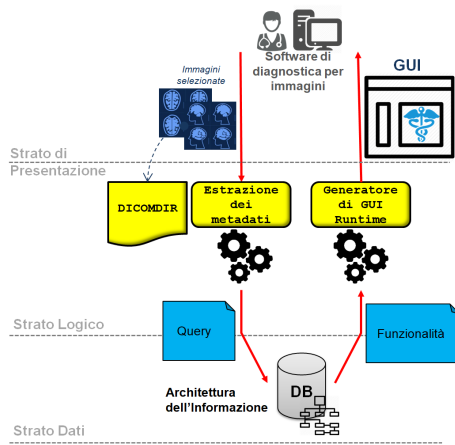 Software di
diagnostica per
immagini
GUI
Immagini
selezionate
Strato di
Presentazione
DICOMDIR
Estrazione
dei
metadati
Generatore
di GUI
Runtime
Strato Logico
Query
Funzionalità
Architettura
dell'Informazione
DB
Strato Dati